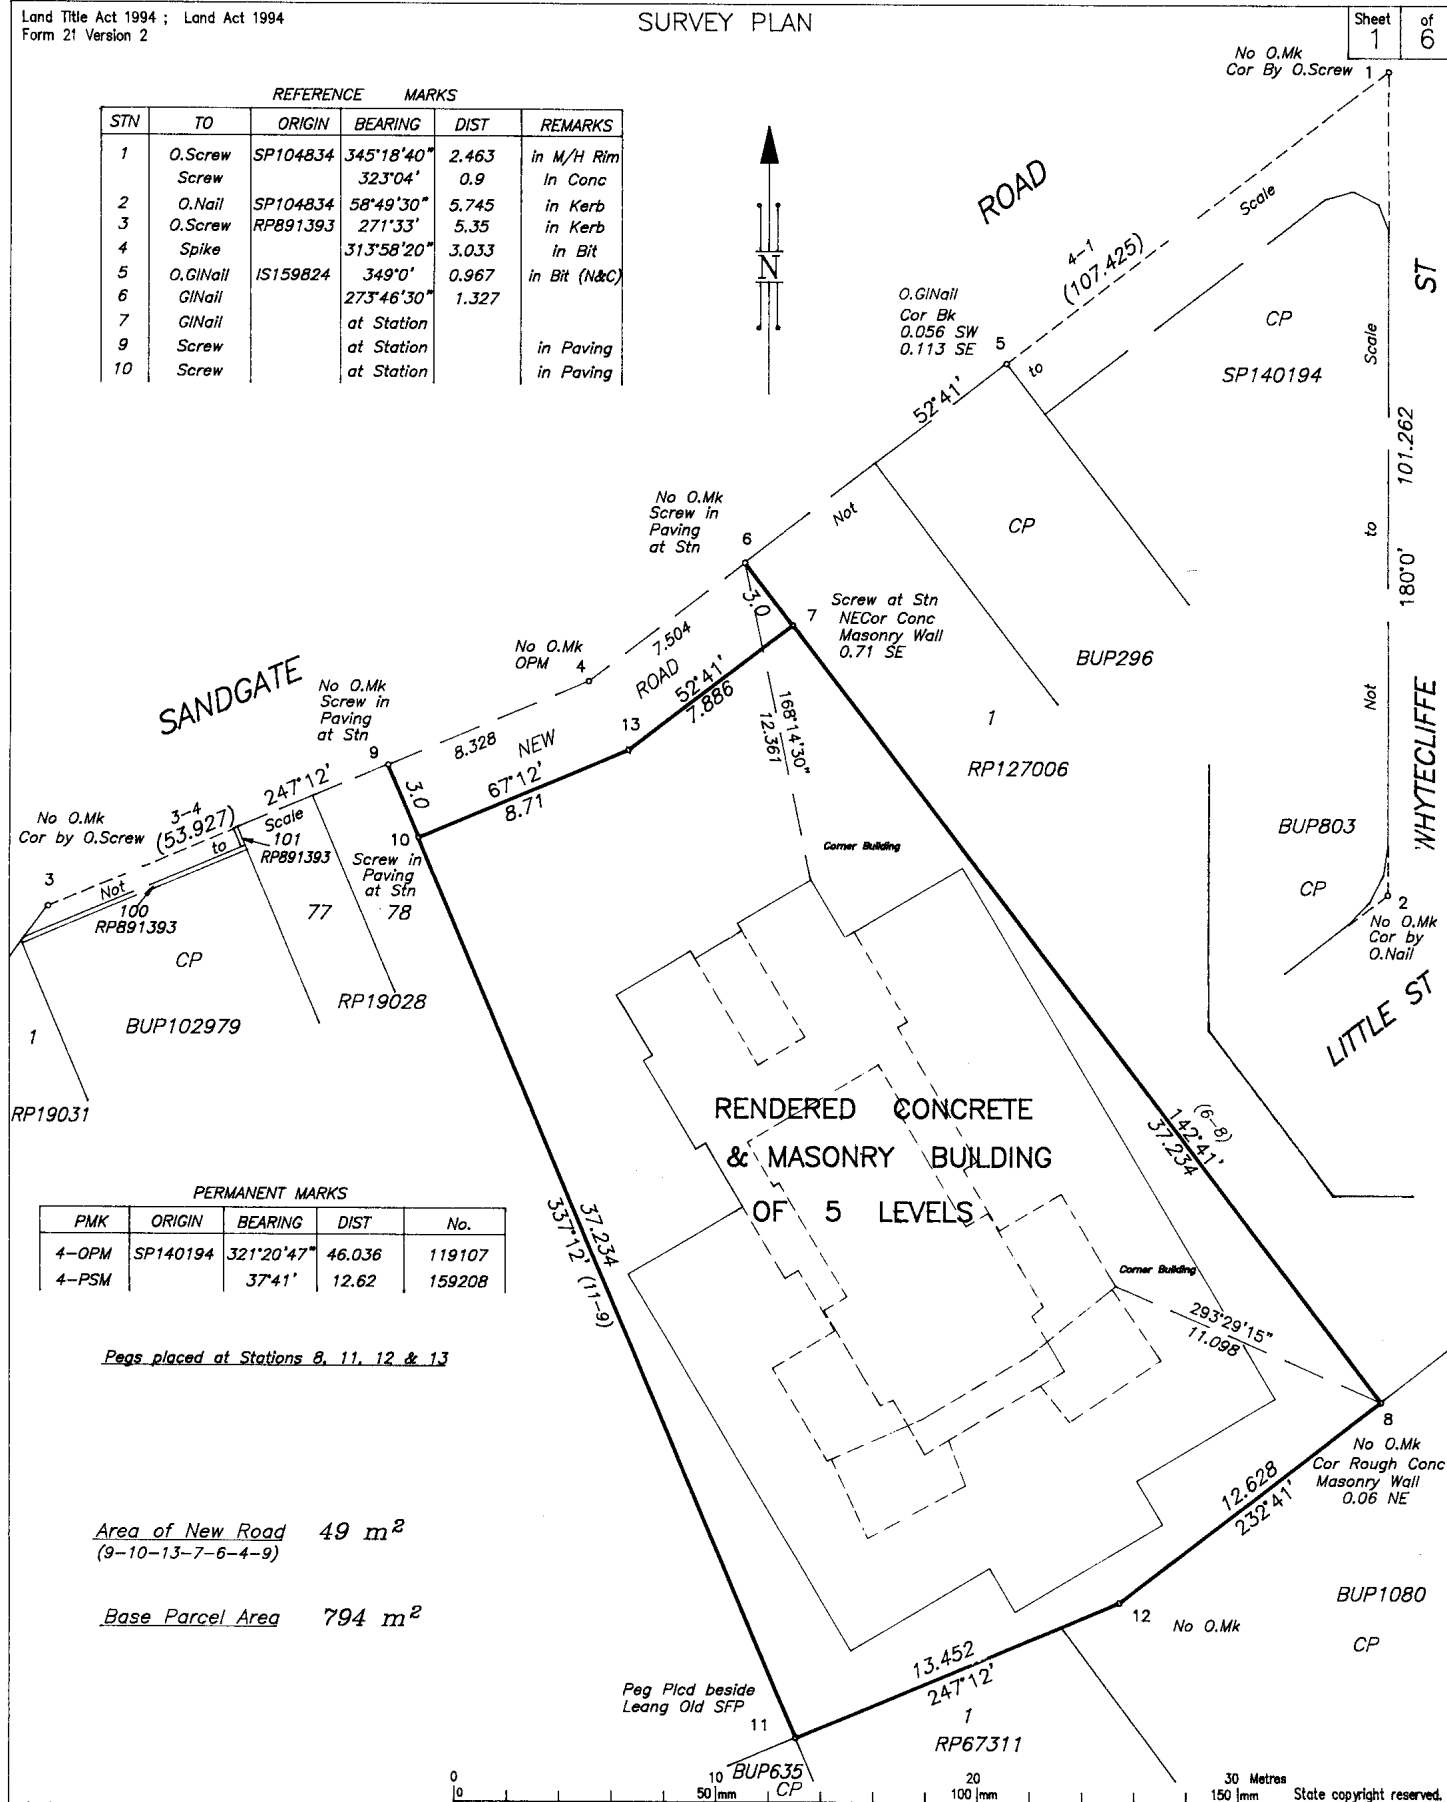 Land Title Act 1994 ; Land Act 1994
Form 21 Version 2
SURVEY PLAN
Sheet 1 of 6
REFERENCE MARKS
STN TO ORIGIN BEARING DIST REMARKS
1 O.Screw SP104834 345°18'40" 2.463 in M/H Rim
Screw 323°04' 0.9 In Conc
2 O.Nail SP104834 58°49'30" 5.745 in Kerb
3 O.Screw RP891393 271°33' 5.35 in Kerb
4 Spike 313°58'20" 3.033 in Bit
5 O.GINail IS159824 349°0' 0.967 in Bit (N&C)
6 GINail 273°46'30" 1.327
7 GINail at Station
9 Screw at Station in Paving
10 Screw at Station in Paving
N
No O.Mk
Cor By O.Screw
1
ROAD
Scale
4-1
(107.425)
O.GINail
Cor Bk
0.056 SW
0.113 SE
5
to
CP
SP140194
ST
Scale
101.262
to
180°0'
Not
WHYTECLIFFE
52°41'
Not
CP
No O.Mk
Screw in
Paving
at Stn
6
3.0
7
Screw at Stn
NECor Conc
Masonry Wall
0.71 SE
BUP296
1
RP127006
BUP803
CP
2
No O.Mk
Cor by
O.Nail
LITTLE ST
No O.Mk
OPM
4
7.504
ROAD
52°41'
7.886
13
SANDGATE
No O.Mk
Screw in
Paving
at Stn
9
8.328
NEW
67°12'
8.71
3.0
10
Screw in
Paving
at Stn
168°14'30"
12.361
247°12'
3-4
(53.927)
Scale
to
Not
No O.Mk
Cor by O.Screw
3
101
RP891393
100
RP891393
77
78
CP
RP19028
BUP102979
1
RP19031
Corner Building
RENDERED CONCRETE
& MASONRY BUILDING
OF 5 LEVELS
(6-8)
142°41'
37.234
37.234
337°12' (11-9)
PERMANENT MARKS
PMK ORIGIN BEARING DIST No.
4-OPM SP140194 321°20'47" 46.036 119107
4-PSM 37°41' 12.62 159208
Pegs placed at Stations 8, 11, 12 & 13
Corner Building
293°29'15"
11.098
8
No O.Mk
Cor Rough Conc
Masonry Wall
0.06 NE
12.628
232°41'
Area of New Road 49 m²
(9-10-13-7-6-4-9)
Base Parcel Area 794 m²
BUP1080
CP
12
No O.Mk
13.452
247°12'
Peg Plcd beside
Leang Old SFP
11
1
RP67311
BUP635
CP
0 10 20 30 Metres
0 50mm 100mm 150mm State copyright reserved.